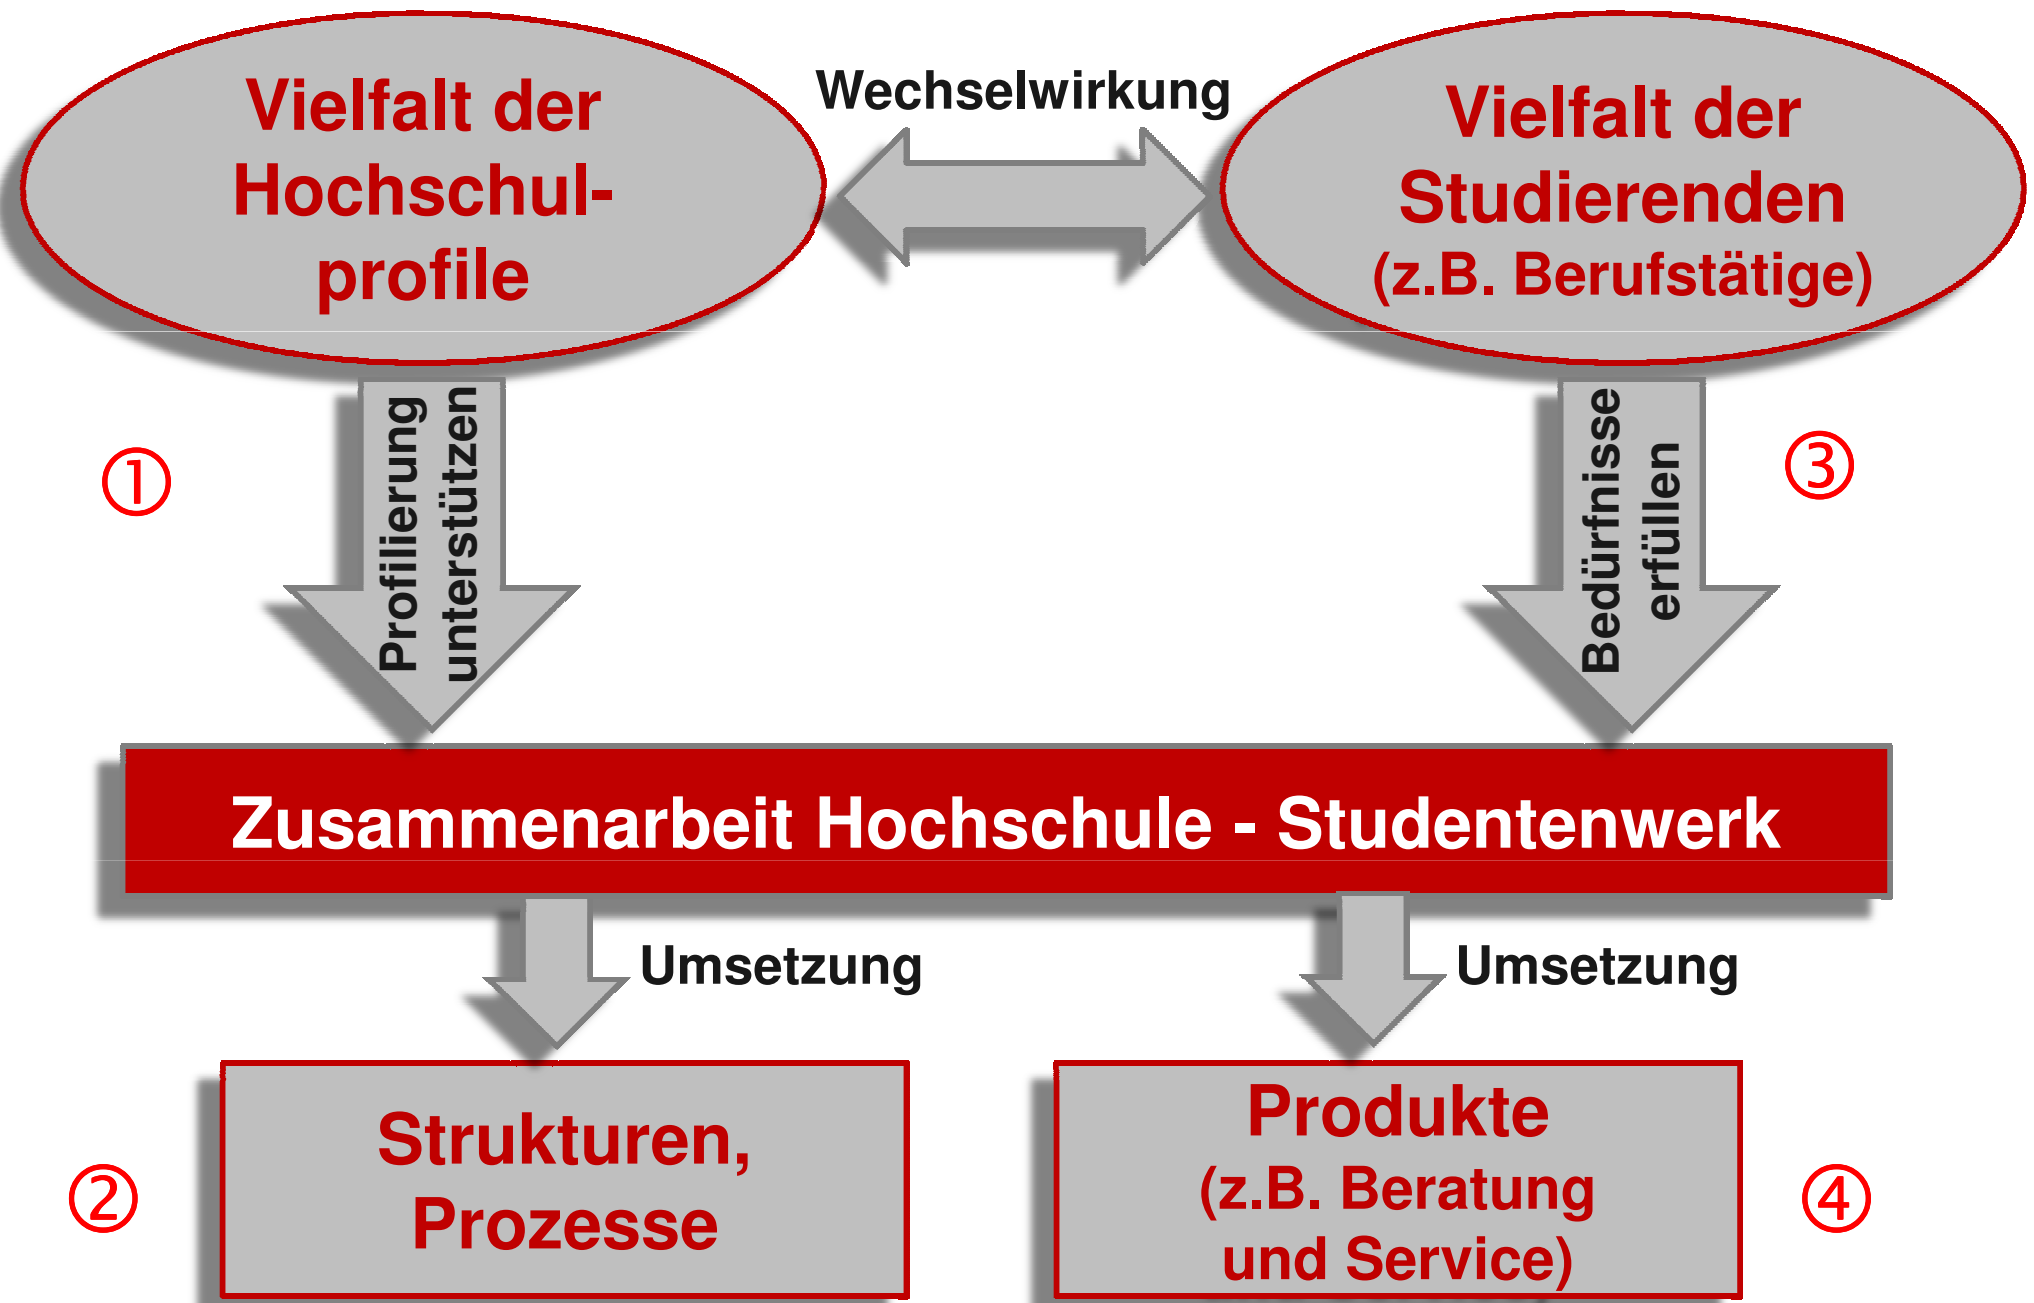 Vielfalt der
Hochschul-
profile
Wechselwirkung
Vielfalt der
Studierenden
(z.B. Berufstätige)
①
Profilierung
unterstützen
Bedürfnisse
erfüllen
③
Zusammenarbeit Hochschule - Studentenwerk
Umsetzung
Umsetzung
②
Strukturen,
Prozesse
Produkte
(z.B. Beratung
und Service)
④